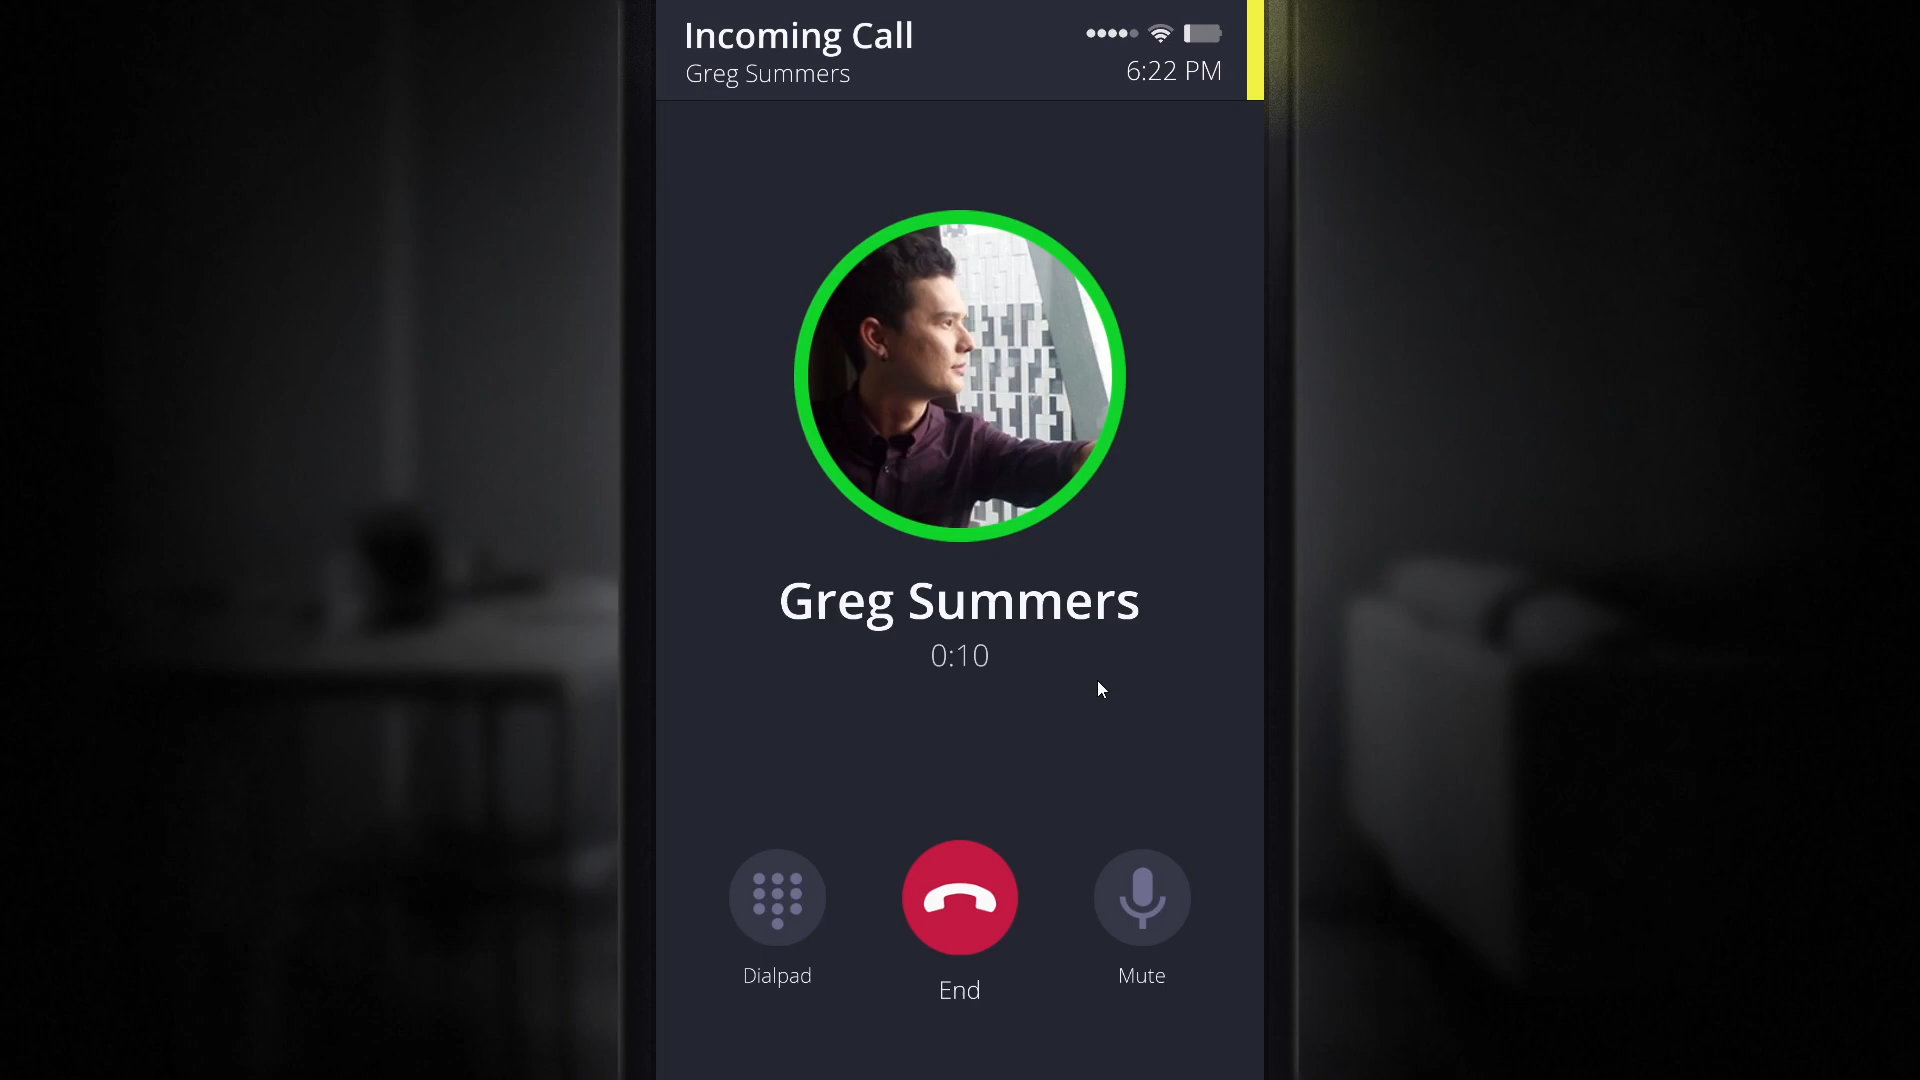 Incoming Call
Greg Summers
6:22 PM
Greg Summers
0:10
Dialpad
End
Mute